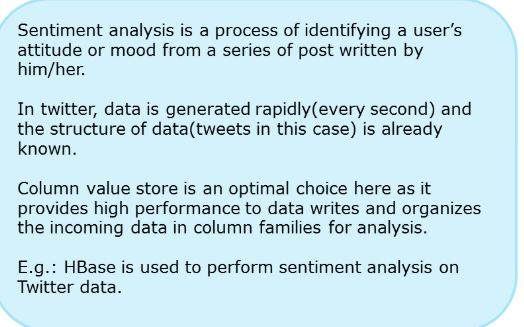 Sentiment analysis is a process of identifying a user’s
attitude or mood from a series of post written by
him/her.
In twitter, data is generated rapidly(every second) and
the structure of data(tweets in this case) is already
known.
Column value store is an optimal choice here as it
provides high performance to data writes and organizes
the incoming data in column families for analysis.
E.g.: HBase is used to perform sentiment analysis on
Twitter data.